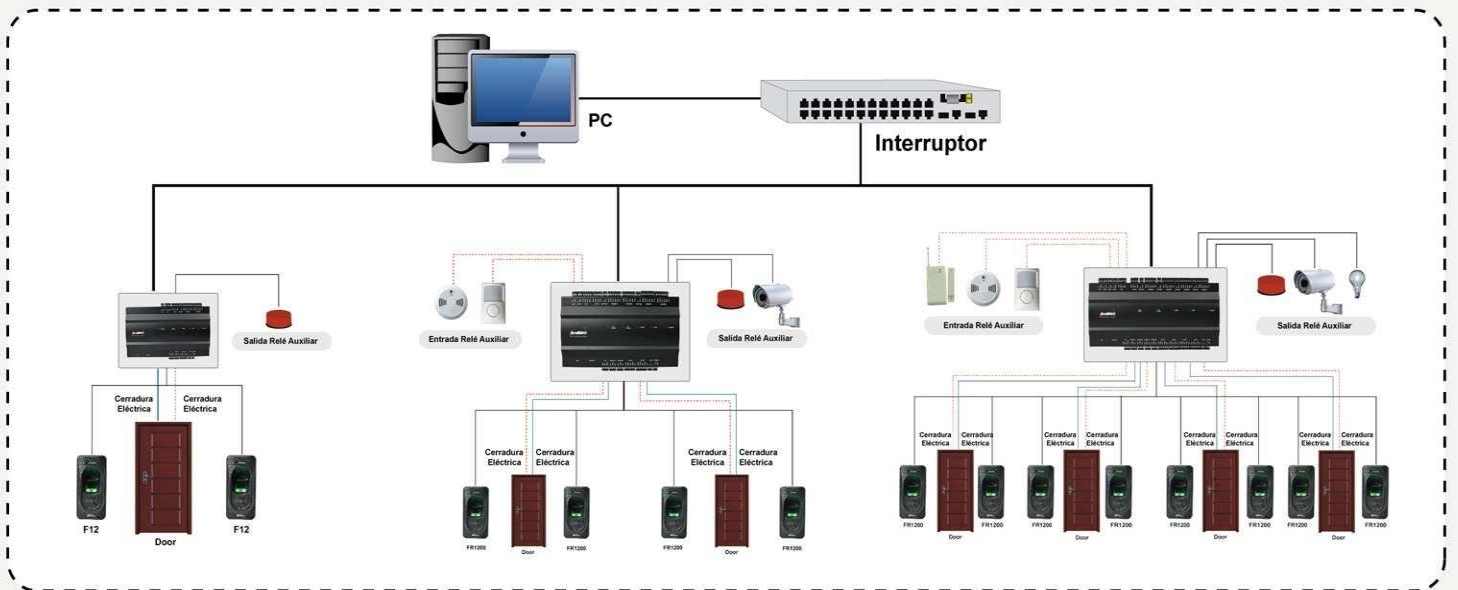 PC
Interruptor
Salida Relé Auxiliar
Entrada Relé Auxiliar
Salida Relé Auxiliar
Entrada Relé Auxiliar
Salida Relé Auxiliar
Cerradura
Eléctrica
Cerradura
Eléctrica
F12
F12
Door
Cerradura
Eléctrica
Cerradura
Eléctrica
Cerradura
Eléctrica
Cerradura
Eléctrica
FR1200
Door
FR1200
FR1200
Door
FR1200
Cerradura
Eléctrica
Cerradura
Eléctrica
Cerradura
Eléctrica
Cerradura
Eléctrica
Cerradura
Eléctrica
Cerradura
Eléctrica
Cerradura
Eléctrica
Cerradura
Eléctrica
FR1200
Door
FR1200
FR1200
Door
FR1200
FR1200
Door
FR1200
FR1200
Door
FR1200